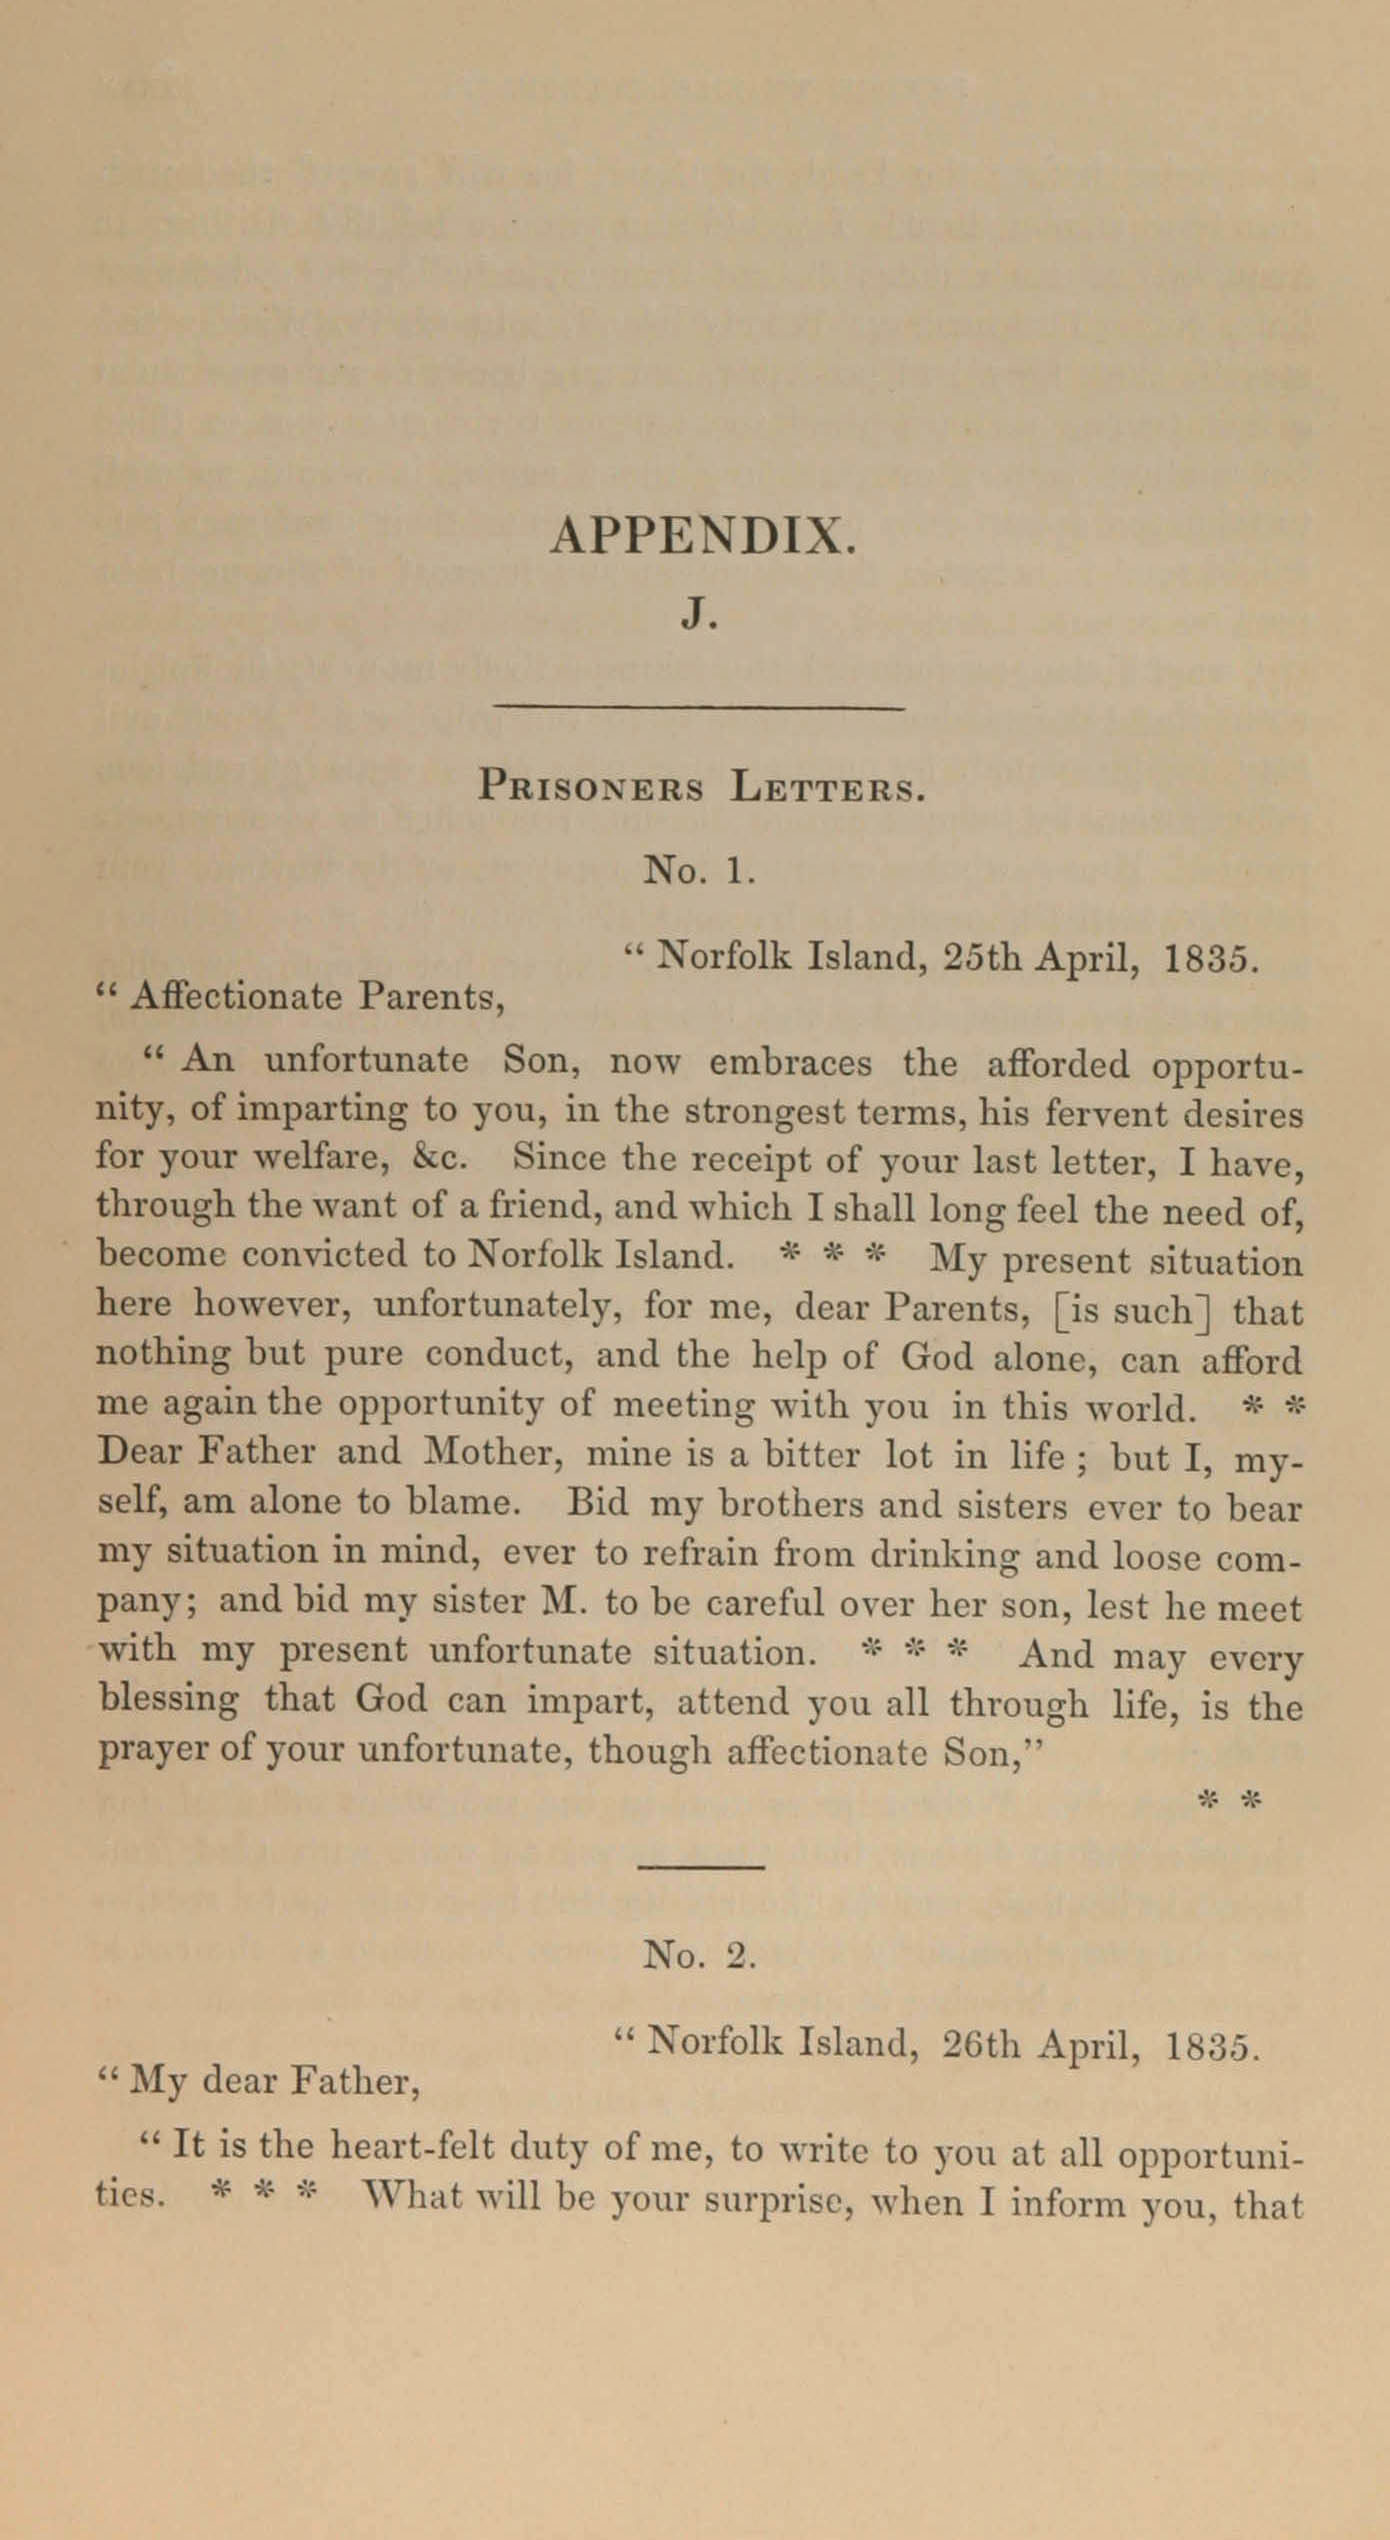 APPENDIX.
J.
PRISONERS LETTERS.
No. 1.
“ Norfolk Island, 25th April, 1835.
“ Affectionate Parents,
“ An unfortunate Son, now embraces the afforded opportu-
nity, of imparting to you, in the strongest terms, his fervent desires
for your welfare, &c. Since the receipt of your last letter, I have,
through the want of a friend, and which I shall long feel the need of,
become convicted to Norfolk Island. * * * My present situation
here however, unfortunately, for me, dear Parents, [is such] that
nothing but pure conduct, and the help of God alone, can afford
me again the opportunity of meeting with you in this world. * *
Dear Father and Mother, mine is a bitter lot in life ; but I, my-
self, am alone to blame. Bid my brothers and sisters ever to bear
my situation in mind, ever to refrain from drinking and loose com-
pany; and bid my sister M. to be careful over her son, lest he meet
with my present unfortunate situation. * * * And may every
blessing that God can impart, attend you all through life, is the
prayer of your unfortunate, though affectionate Son,”
* *
No. 2.
“ Norfolk Island, 26th April, 1835.
“ My dear Father,
“ It is the heart-felt duty of me, to write to you at all opportuni-
ties. * * * What will be your surprise, when I inform you, that